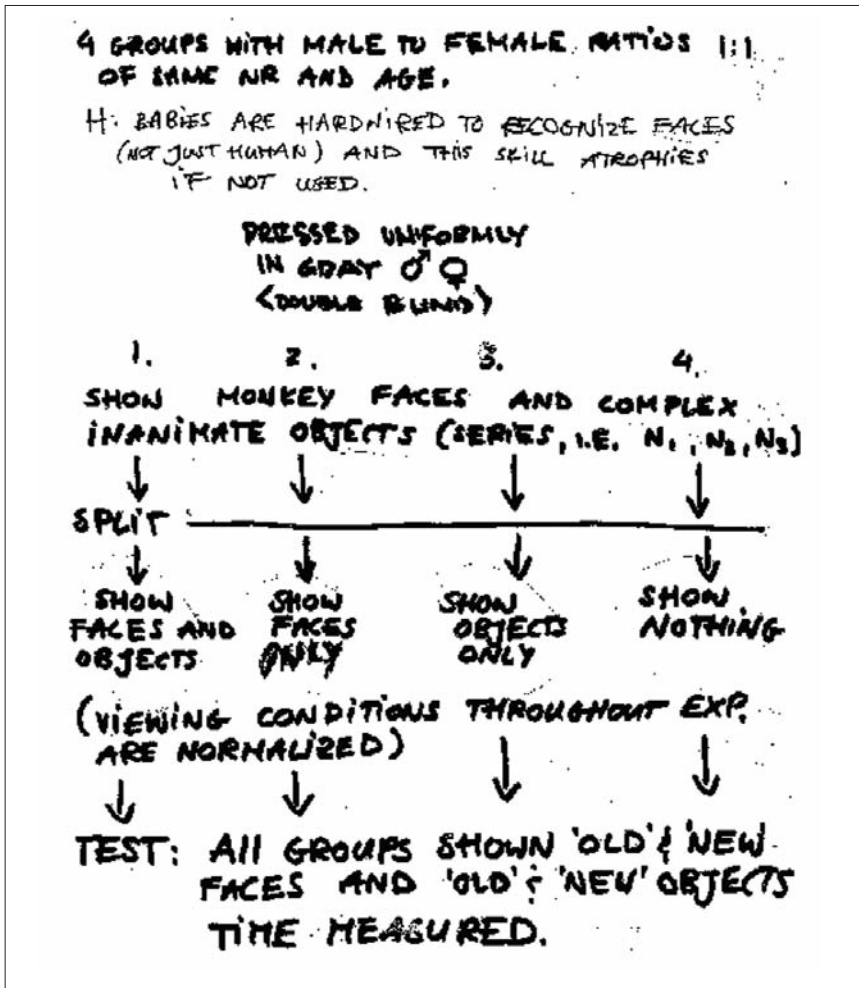 4 GROUPS WITH MALE TO FEMALE RATIOS 1:1
OF SAME NR AND AGE.
H: BABIES ARE HARDWIRED TO RECOGNIZE FACES
(NOT JUST HUMAN) AND THIS SKILL ATROPHIES
IF NOT USED.
DRESSED UNIFORMLY
IN GRAY ♂ ♀
(DOUBLE BLIND)
1. 2. 3. 4.
SHOW MONKEY FACES AND COMPLEX
INANIMATE OBJECTS (SERIES, I.E. N₁, N₂, N₃)
SPLIT
SHOW SHOW SHOW SHOW
FACES AND FACES OBJECTS NOTHING
OBJECTS ONLY ONLY
(VIEWING CONDITIONS THROUGHOUT EXP.
ARE NORMALIZED)
TEST: All GROUPS SHOWN 'OLD' & 'NEW'
FACES AND 'OLD' & 'NEW' OBJECTS
TIME MEASURED.